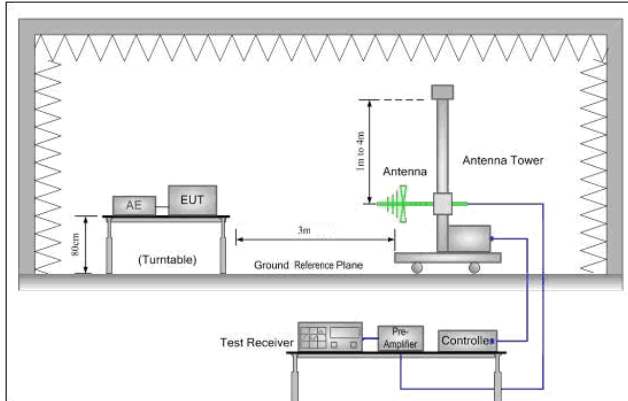 1m to 4m
Antenna
Antenna Tower
AE
EUT
80cm
(Turntable)
3m
Ground Reference Plane
Test Receiver
Pre-
Amplifier
Controller